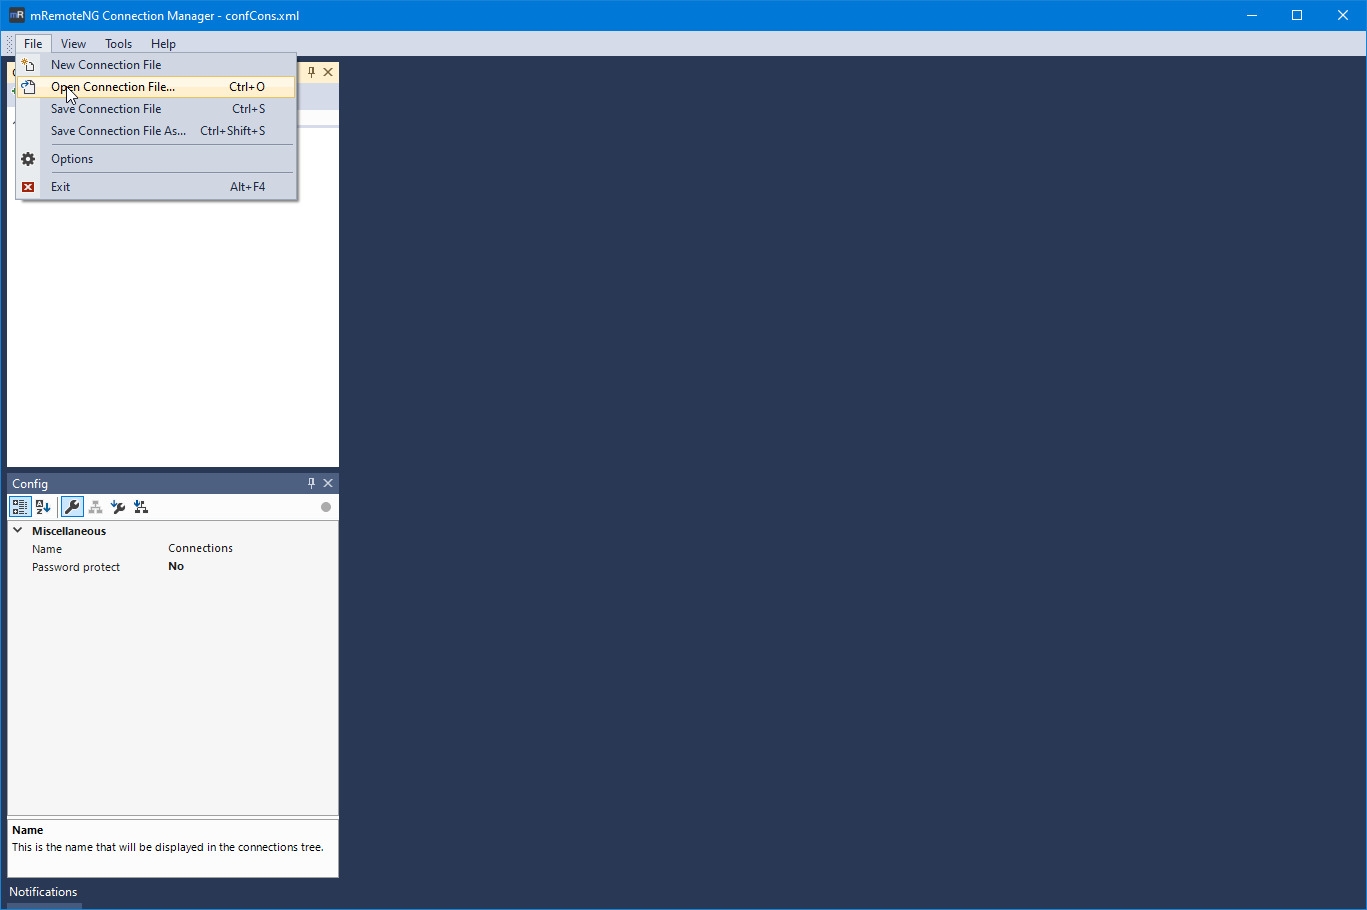 mR mRemoteNG Connection Manager - confCons.xml
File View Tools Help
New Connection File
Open Connection File... Ctrl+O
Save Connection File Ctrl+S
Save Connection File As... Ctrl+Shift+S
Options
Exit Alt+F4
Config
Miscellaneous
Name Connections
Password protect No
Name
This is the name that will be displayed in the connections tree.
Notifications